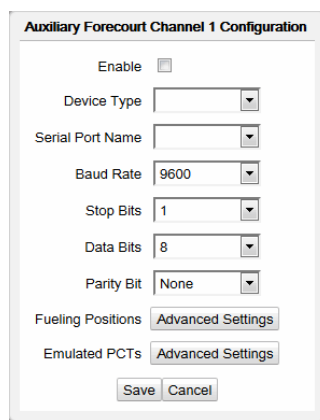 Auxiliary Forecourt Channel 1 Configuration
Enable
Device Type
Serial Port Name
Baud Rate 9600
Stop Bits 1
Data Bits 8
Parity Bit None
Fueling Positions Advanced Settings
Emulated PCTs Advanced Settings
Save Cancel